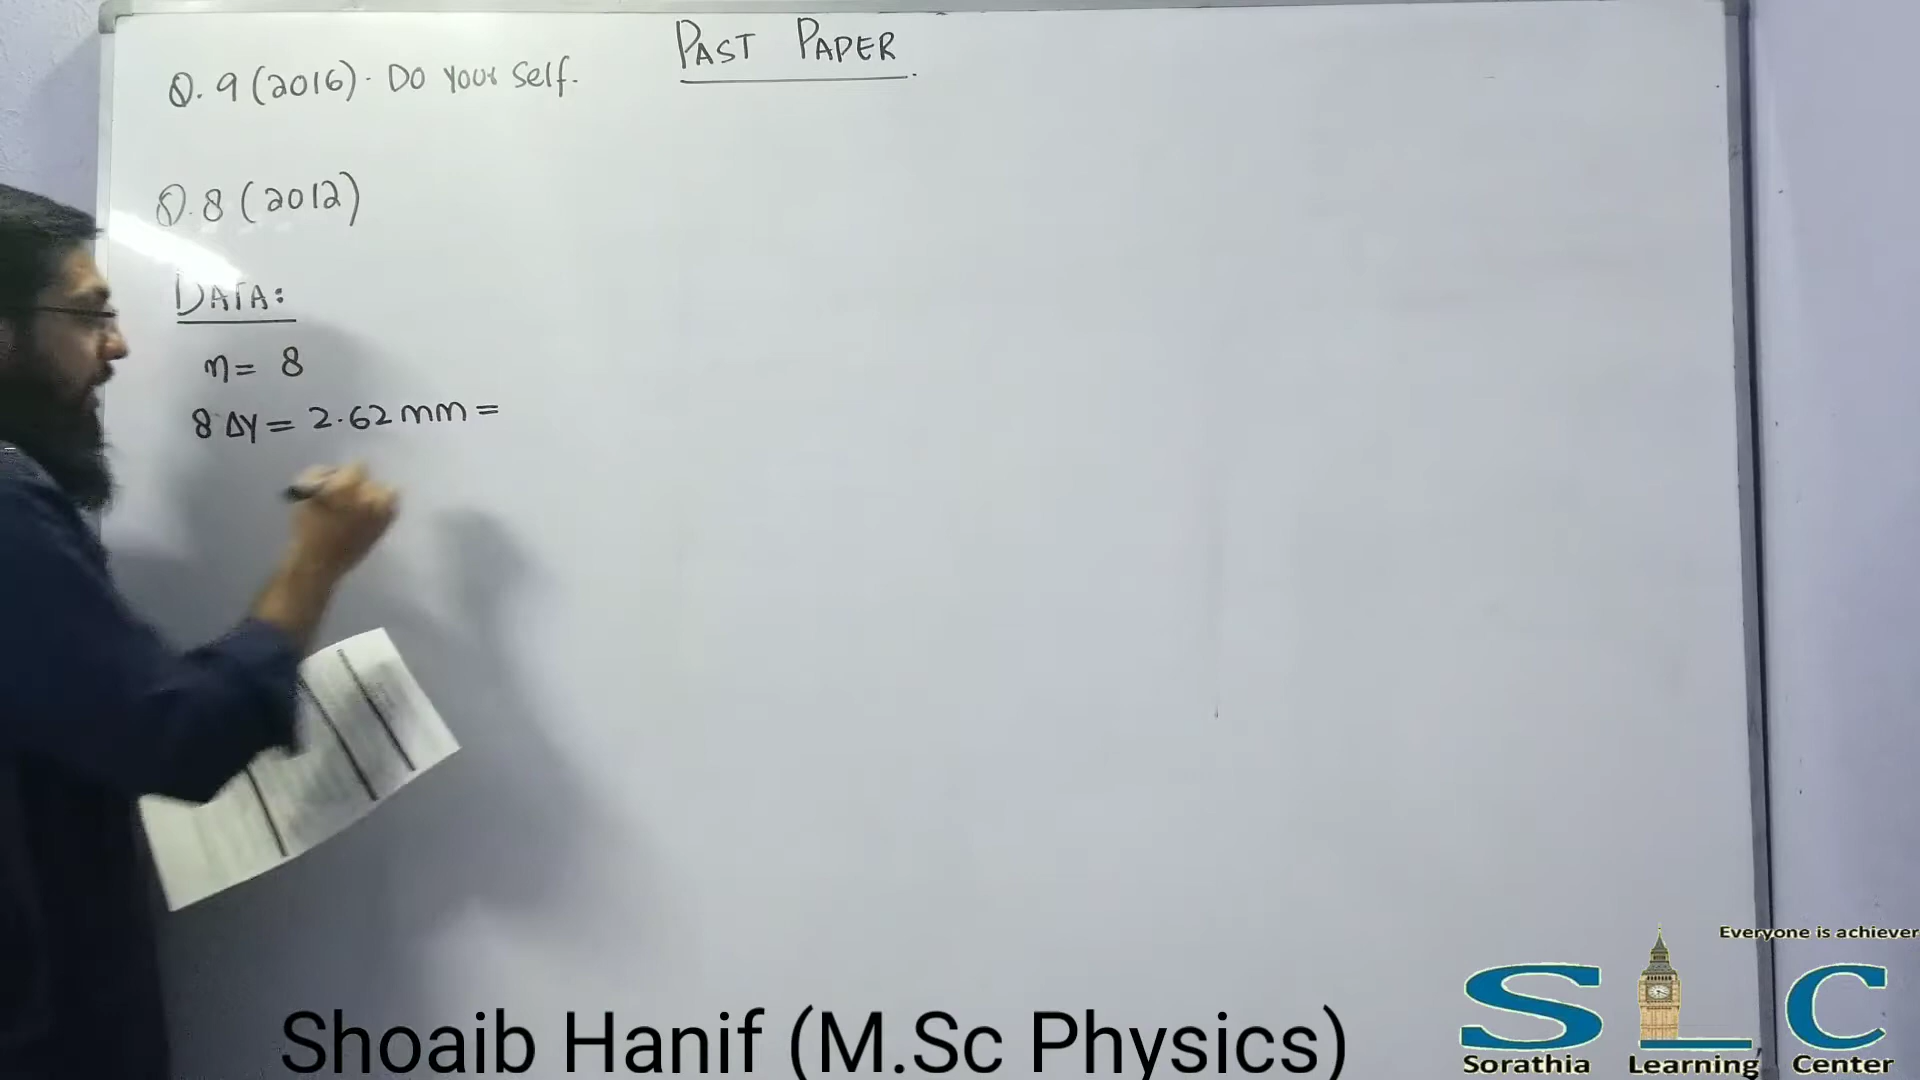 PAST PAPER
Q. 9 (2016). Do Your Self.
Q. 8 (2012)
DATA:
n = 8
8 ΔY = 2.62 mm =
Everyone is achiever
SLC
Sorathia Learning Center
Shoaib Hanif (M.Sc Physics)